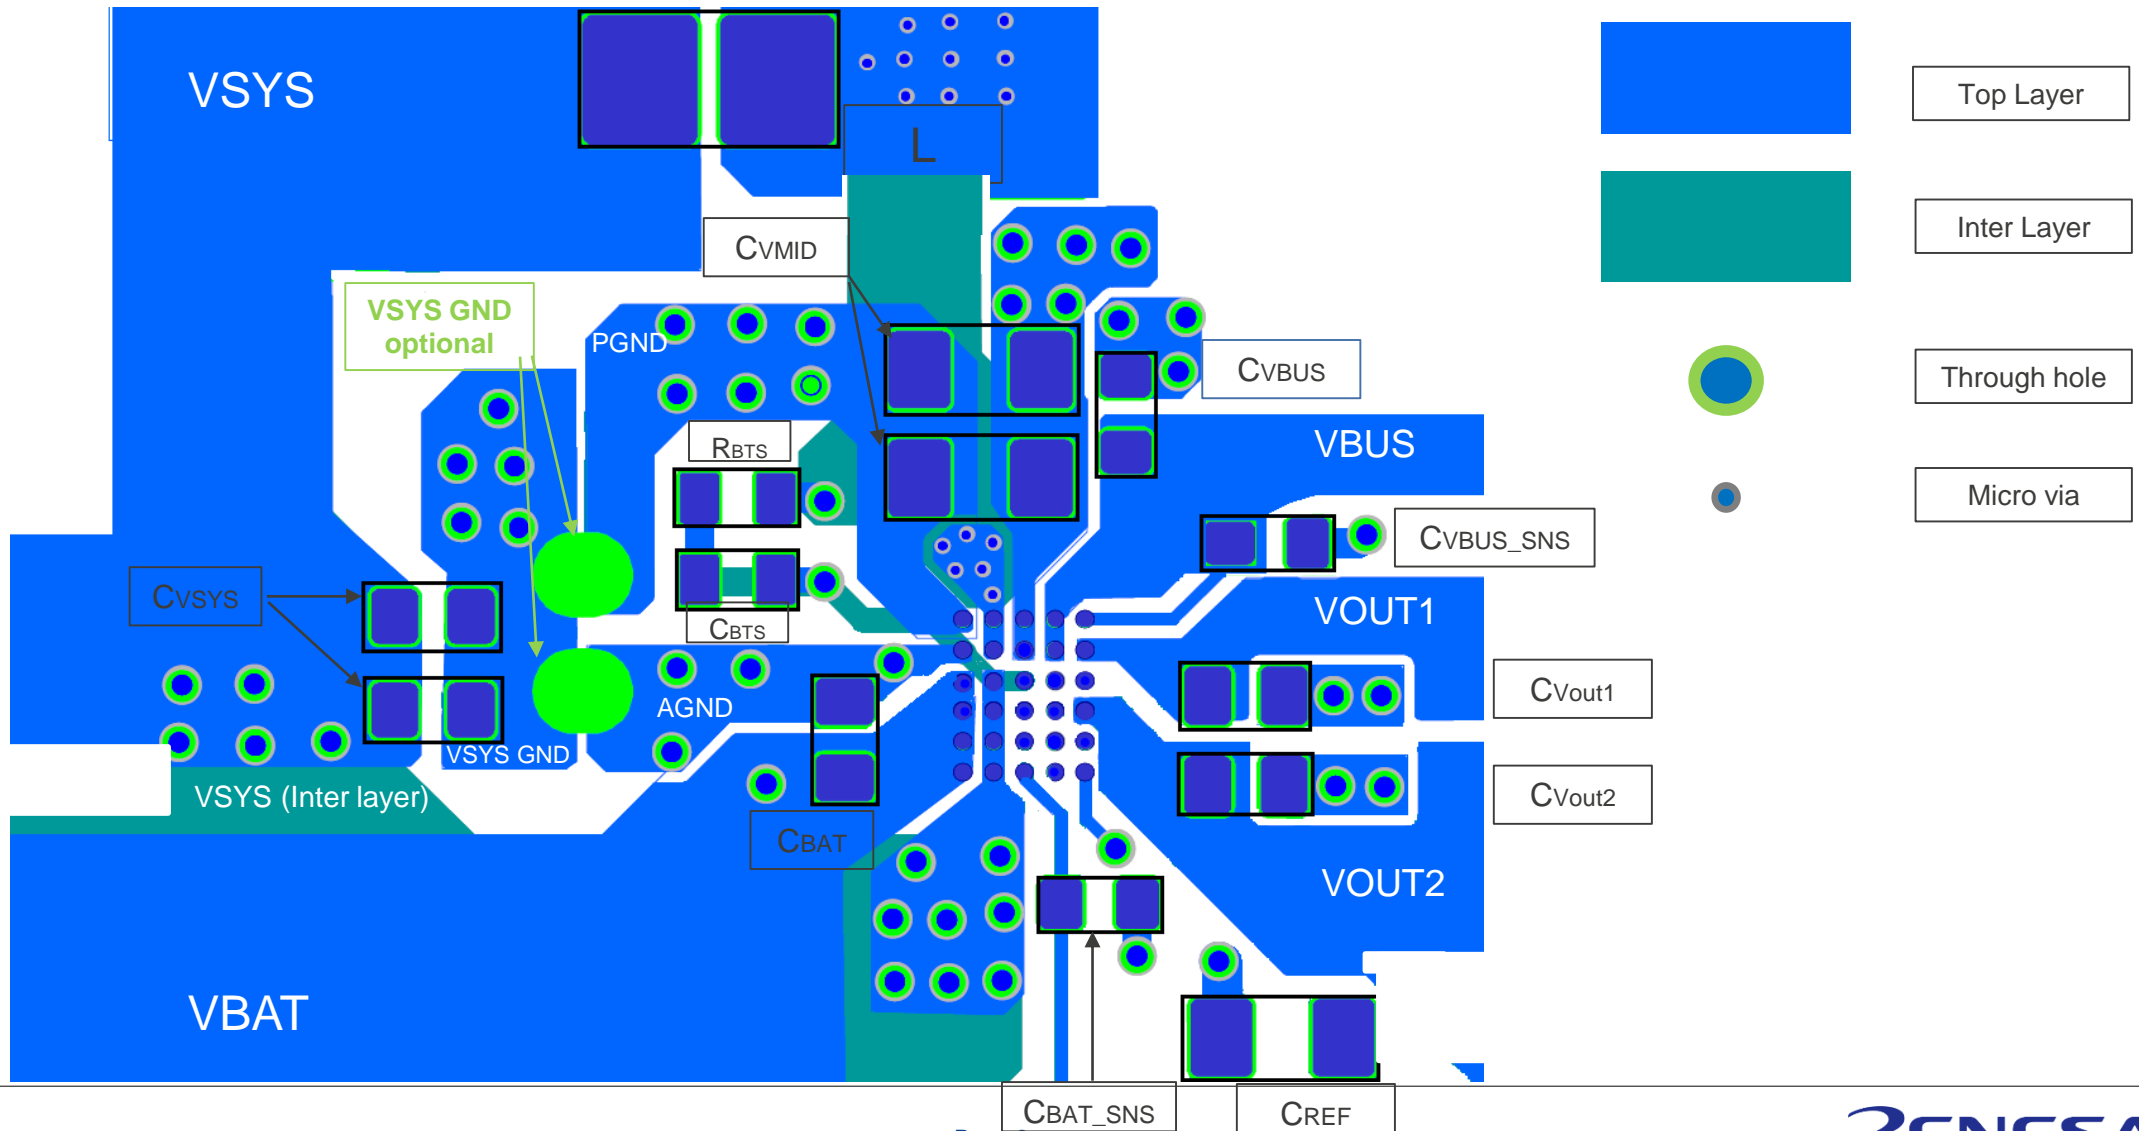 VSYS
Top Layer
L
Inter Layer
CVMID
VSYS GND
optional
PGND
CVBUS
Through hole
RBTS
VBUS
Micro via
CVBUS_SNS
CVSYS
VOUT1
CBTS
CVout1
AGND
VSYS GND
VSYS (Inter layer)
CVout2
CBAT
VOUT2
VBAT
CBAT_SNS
CREF